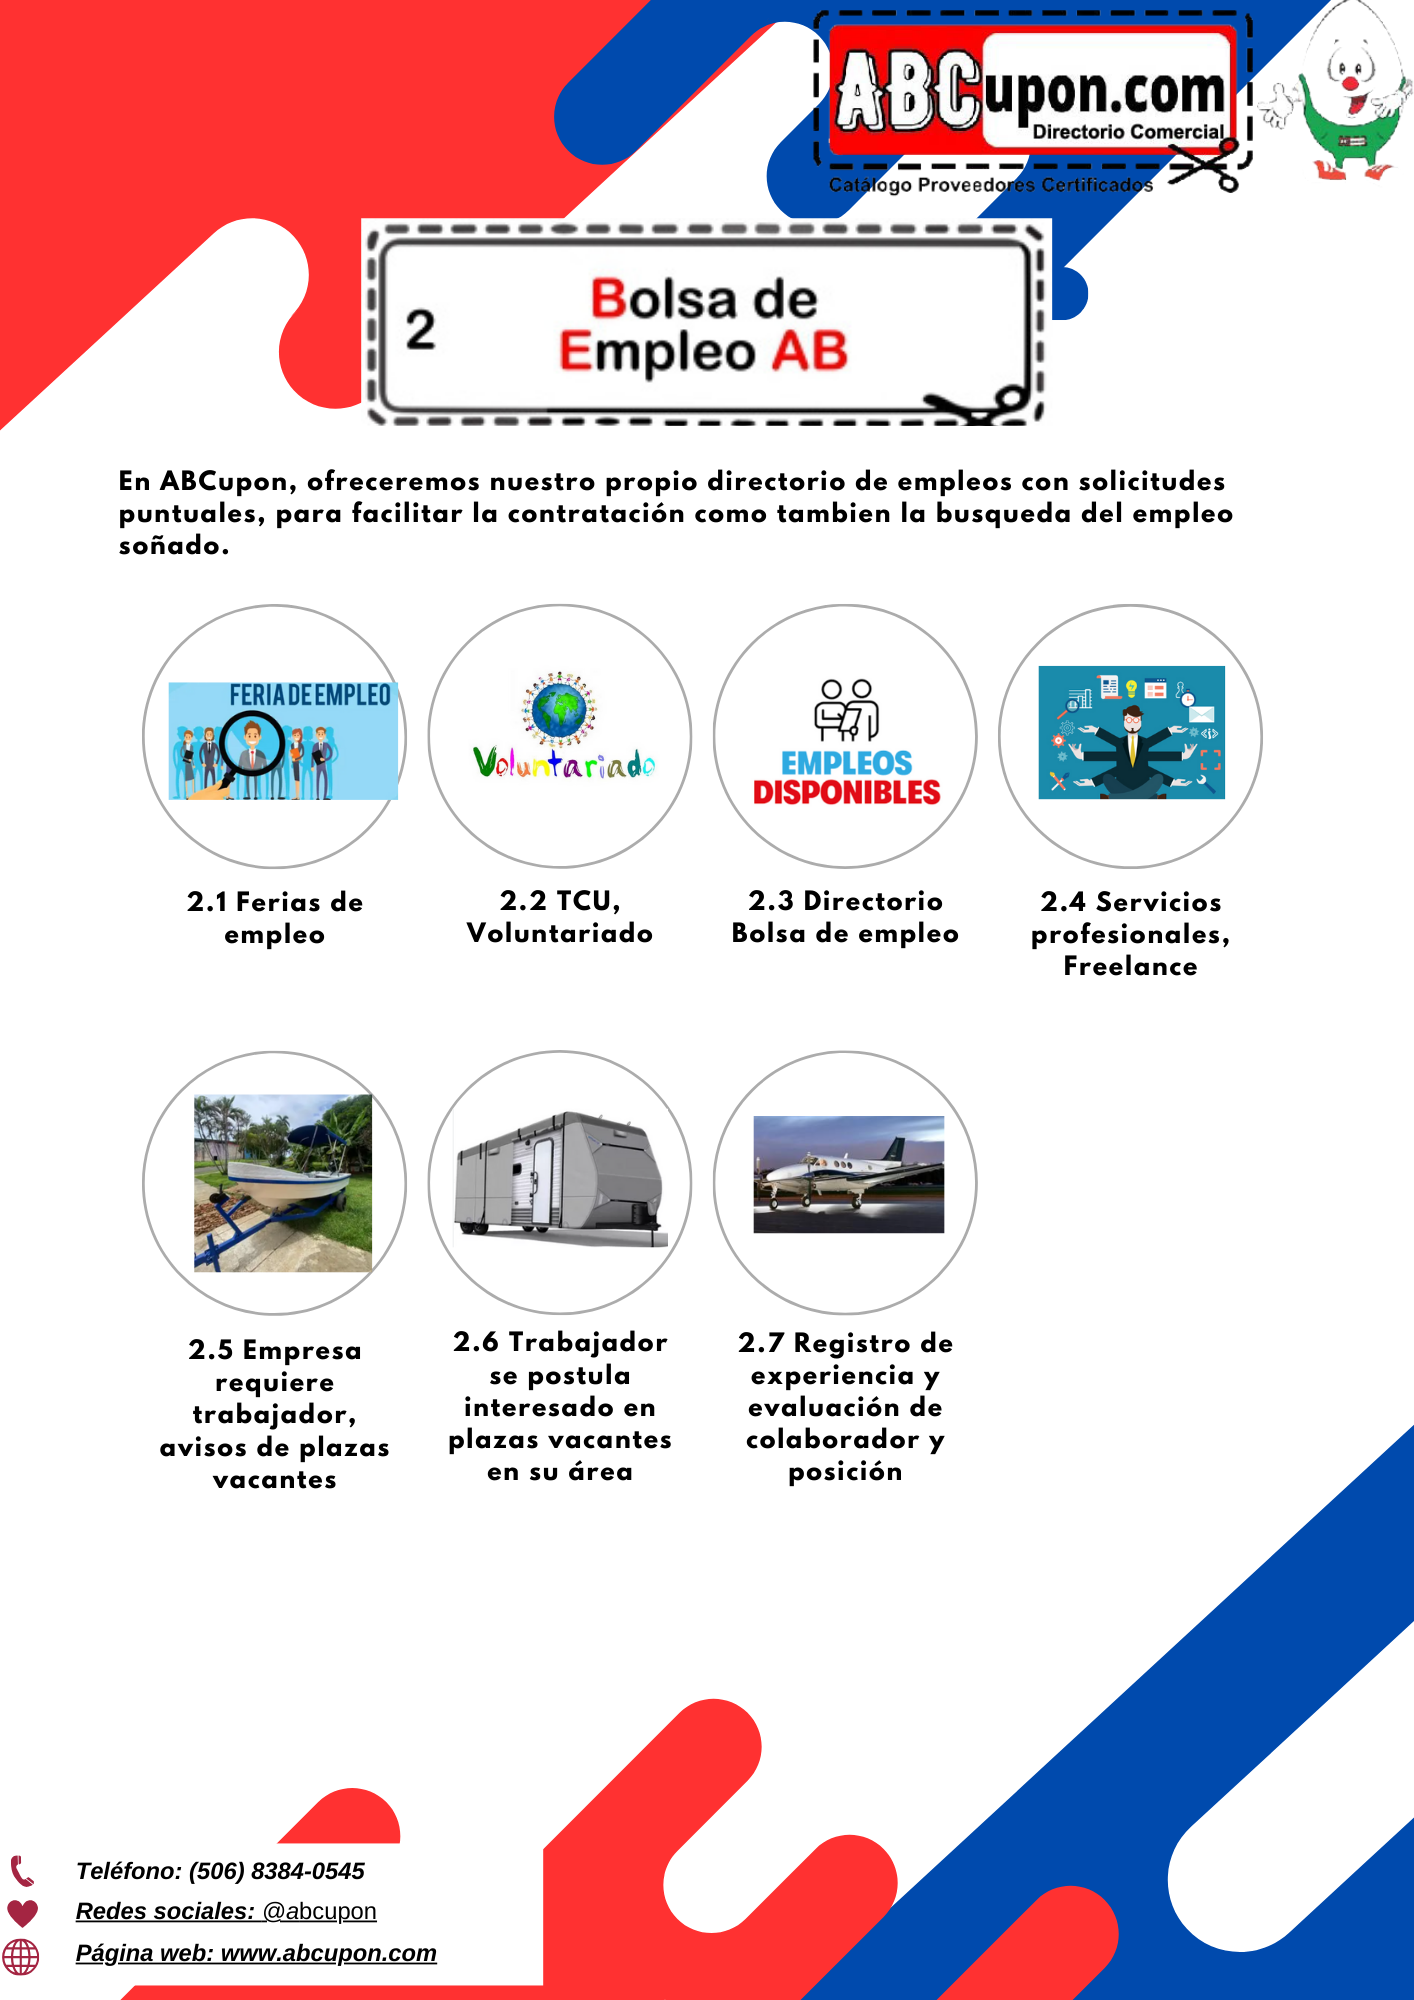 ABCupon.com
Directorio Comercial
Catálogo Proveedores Certificados
2
Bolsa de
Empleo AB
En ABCupon, ofreceremos nuestro propio directorio de empleos con solicitudes
puntuales, para facilitar la contratación como tambien la busqueda del empleo
soñado.
FERIA DE EMPLEO
Voluntariado
EMPLEOS
DISPONIBLES
2.1 Ferias de
empleo
2.2 TCU,
Voluntariado
2.3 Directorio
Bolsa de empleo
2.4 Servicios
profesionales,
Freelance
2.5 Empresa
requiere
trabajador,
avisos de plazas
vacantes
2.6 Trabajador
se postula
interesado en
plazas vacantes
en su área
2.7 Registro de
experiencia y
evaluación de
colaborador y
posición
Teléfono: (506) 8384-0545
Redes sociales: @abcupon
Página web: www.abcupon.com